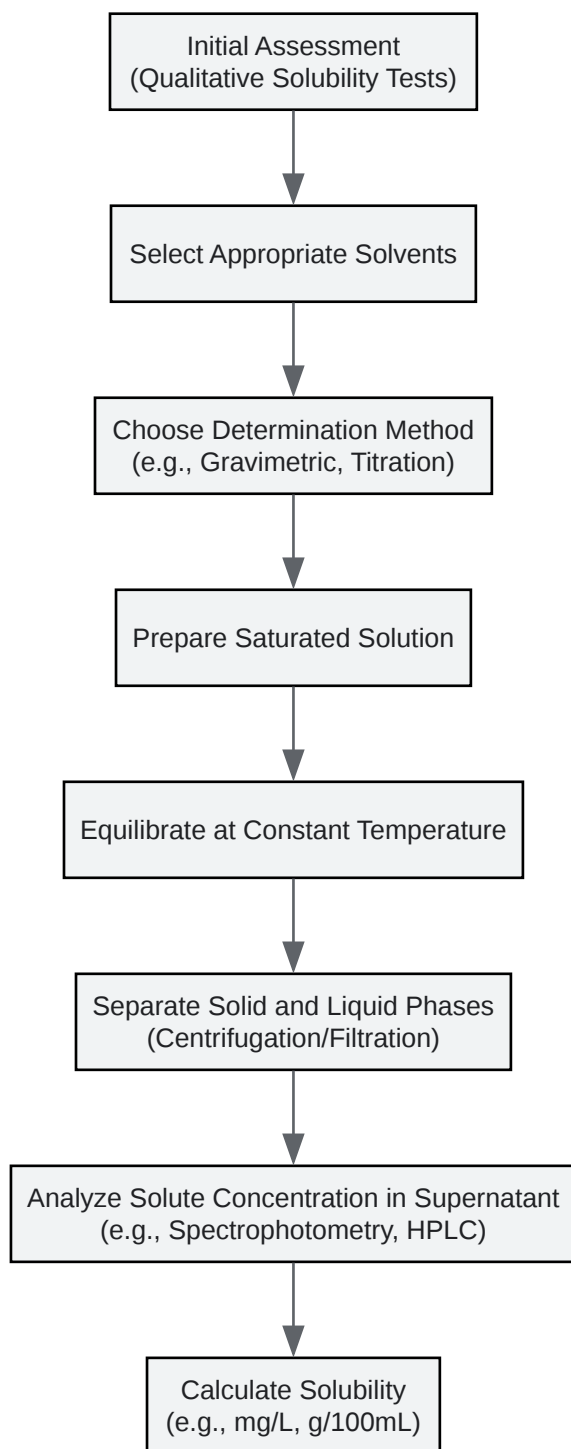 Initial Assessment
(Qualitative Solubility Tests)
Select Appropriate Solvents
Choose Determination Method
(e.g., Gravimetric, Titration)
Prepare Saturated Solution
Equilibrate at Constant Temperature
Separate Solid and Liquid Phases
(Centrifugation/Filtration)
Analyze Solute Concentration in Supernatant
(e.g., Spectrophotometry, HPLC)
Calculate Solubility
(e.g., mg/L, g/100mL)